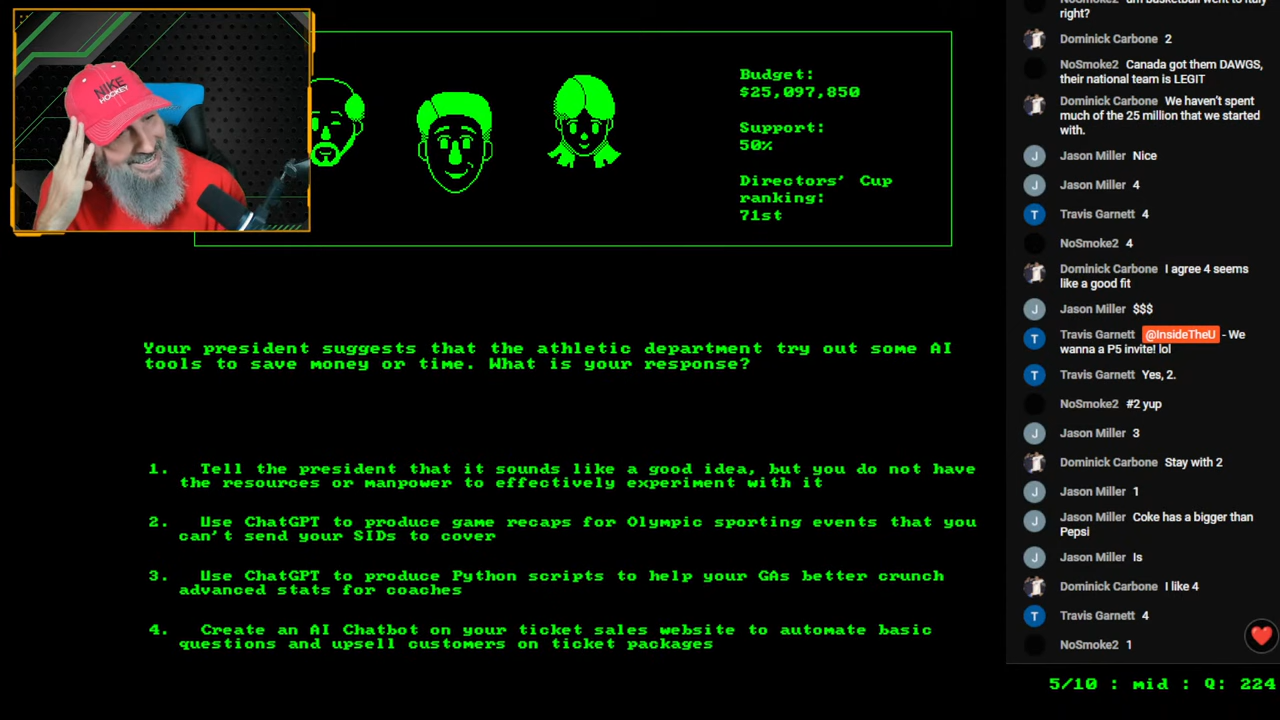 NIKE
HOCKEY
Budget:
$25,097,850
Support:
50%
Directors' Cup
ranking:
71st
Your president suggests that the athletic department try out some AI
tools to save money or time. What is your response?
1. Tell the president that it sounds like a good idea, but you do not have
the resources or manpower to effectively experiment with it
2. Use ChatGPT to produce game recaps for Olympic sporting events that you
can't send your SIDs to cover
3. Use ChatGPT to produce Python scripts to help your GAs better crunch
advanced stats for coaches
4. Create an AI Chatbot on your ticket sales website to automate basic
questions and upsell customers on ticket packages
right?
Dominick Carbone 2
NoSmoke2 Canada got them DAWGS,
their national team is LEGIT
Dominick Carbone We haven't spent
much of the 25 million that we started
with.
J Jason Miller Nice
J Jason Miller 4
T Travis Garnett 4
NoSmoke2 4
Dominick Carbone I agree 4 seems
like a good fit
J Jason Miller $$$
T Travis Garnett @InsideTheU - We
wanna a P5 invite! lol
T Travis Garnett Yes, 2.
NoSmoke2 #2 yup
J Jason Miller 3
Dominick Carbone Stay with 2
J Jason Miller 1
J Jason Miller Coke has a bigger than
Pepsi
J Jason Miller Is
Dominick Carbone I like 4
T Travis Garnett 4
NoSmoke2 1
5/10 : mid : Q: 224